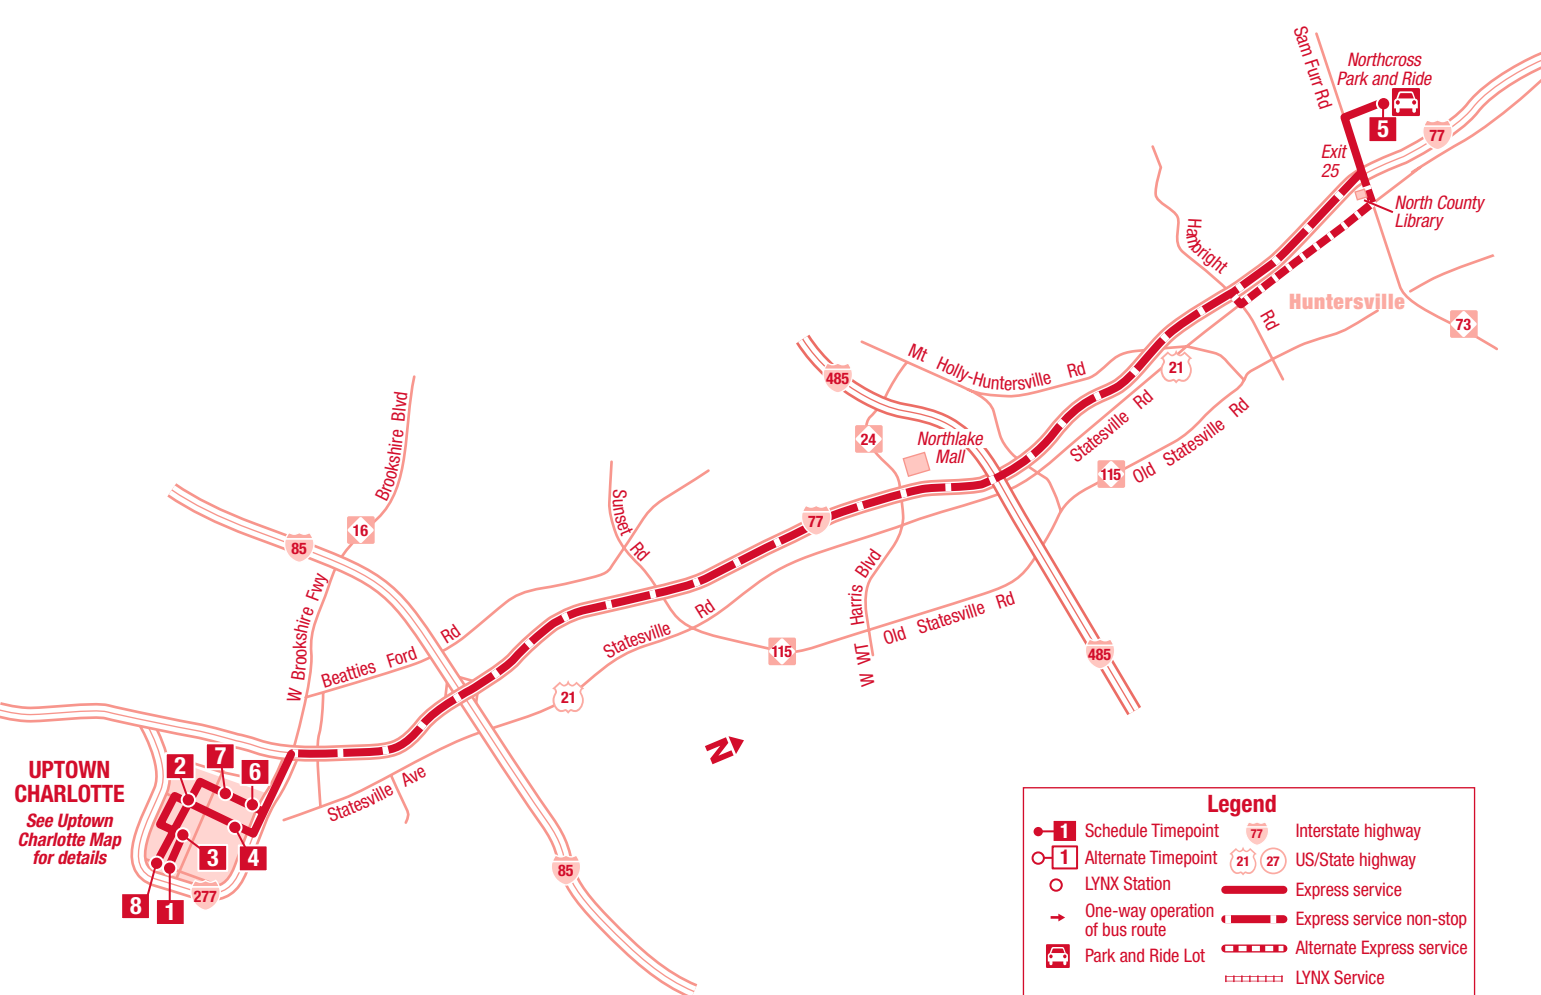 Sam Furr Rd
Northcross
Park and Ride
5
77
Exit
25
North County
Library
Hambright
Rd
Huntersville
73
485
Mt Holly-Huntersville Rd
21
24
Northlake
Mall
Statesville Rd
115
Old Statesville Rd
Brookshire Blvd
16
85
Sunset Rd
77
W Brookshire Fwy
Beatties Ford Rd
Statesville Rd
W WT Harris Blvd
Old Statesville Rd
115
485
21
N
UPTOWN
CHARLOTTE
See Uptown
Charlotte Map
for details
2
7
6
3
4
8
1
277
Statesville Ave
85
Legend
1 Schedule Timepoint
1 Alternate Timepoint
LYNX Station
One-way operation
of bus route
Park and Ride Lot
77 Interstate highway
21 27 US/State highway
Express service
Express service non-stop
Alternate Express service
LYNX Service